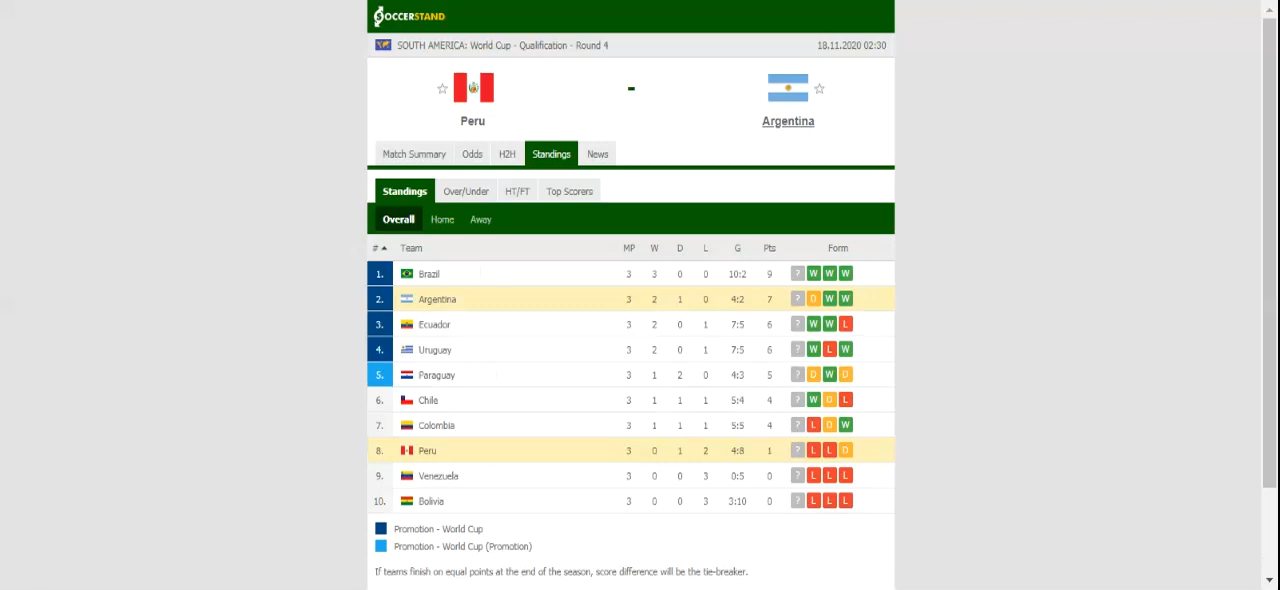 SOCCERSTAND
SOUTH AMERICA: World Cup - Qualification - Round 4 18.11.2020 02:30
-
Peru Argentina
Match Summary Odds H2H Standings News
Standings Over/Under HT/FT Top Scorers
Overall Home Away
# Team MP W D L G Pts Form
1. Brazil 3 3 0 0 10:2 9 ? W W W
2. Argentina 3 2 1 0 4:2 7 ? D W W
3. Ecuador 3 2 0 1 7:5 6 ? W W L
4. Uruguay 3 2 0 1 7:5 6 ? W L W
5. Paraguay 3 1 2 0 4:3 5 ? D W D
6. Chile 3 1 1 1 5:4 4 ? W D L
7. Colombia 3 1 1 1 5:5 4 ? L D W
8. Peru 3 0 1 2 4:8 1 ? L L D
9. Venezuela 3 0 0 3 0:5 0 ? L L L
10. Bolivia 3 0 0 3 3:10 0 ? L L L
Promotion - World Cup
Promotion - World Cup (Promotion)
If teams finish on equal points at the end of the season, score difference will be the tie-breaker.